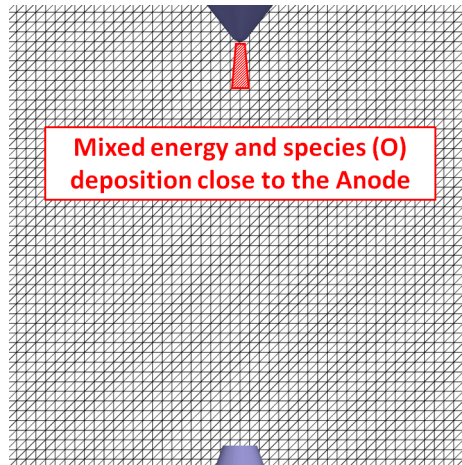 Mixed energy and species (O)
deposition close to the Anode